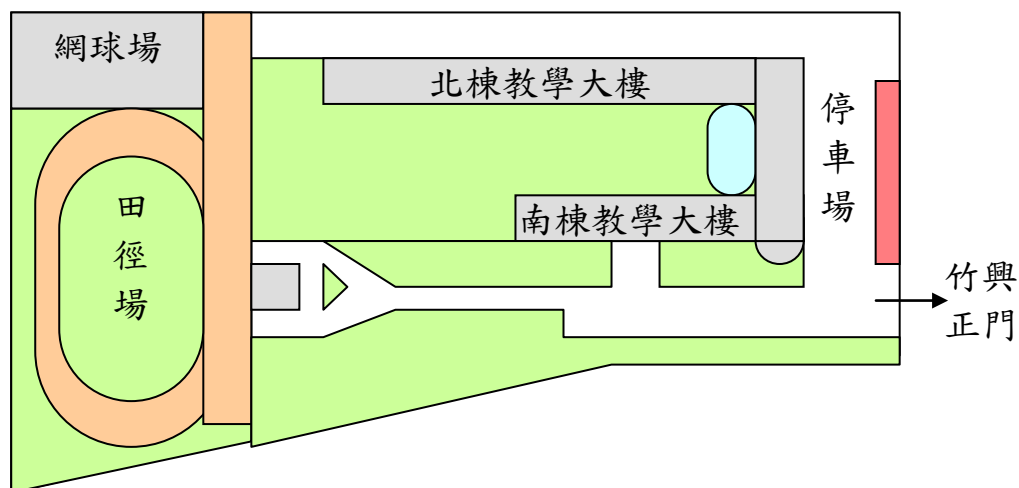 網球場
北棟教學大樓
停車場
田徑場
南棟教學大樓
竹興
正門